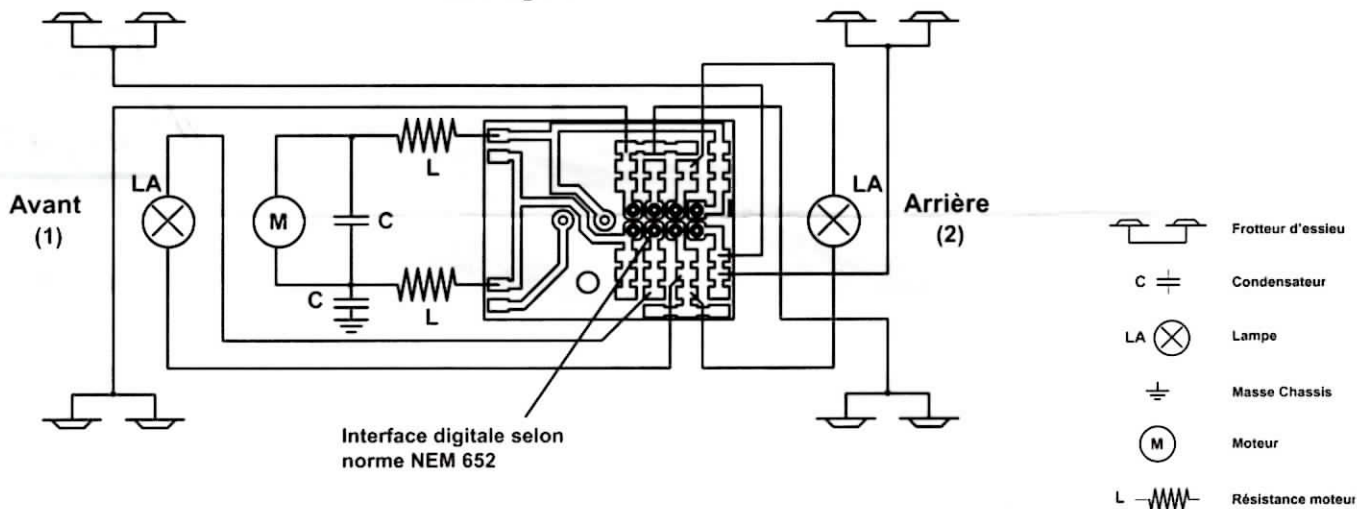 LA
L
LA
Avant
(1)
M
C
Arrière
(2)
C
L
Interface digitale selon
norme NEM 652
Frotteur d'essieu
C Condensateur
LA Lampe
Masse Chassis
M Moteur
L Résistance moteur